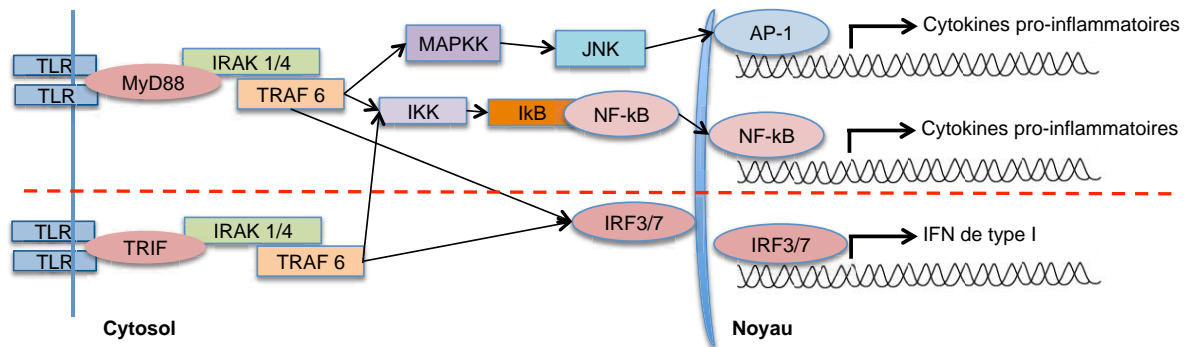 Cytokines pro-inflammatoires
MAPKK
JNK
AP-1
TLR
IRAK 1/4
MyD88
TLR
TRAF 6
IKK
IkB
NF-kB
NF-kB
Cytokines pro-inflammatoires
TLR
IRAK 1/4
TRIF
TLR
TRAF 6
IRF3/7
IRF3/7
IFN de type I
Cytosol
Noyau